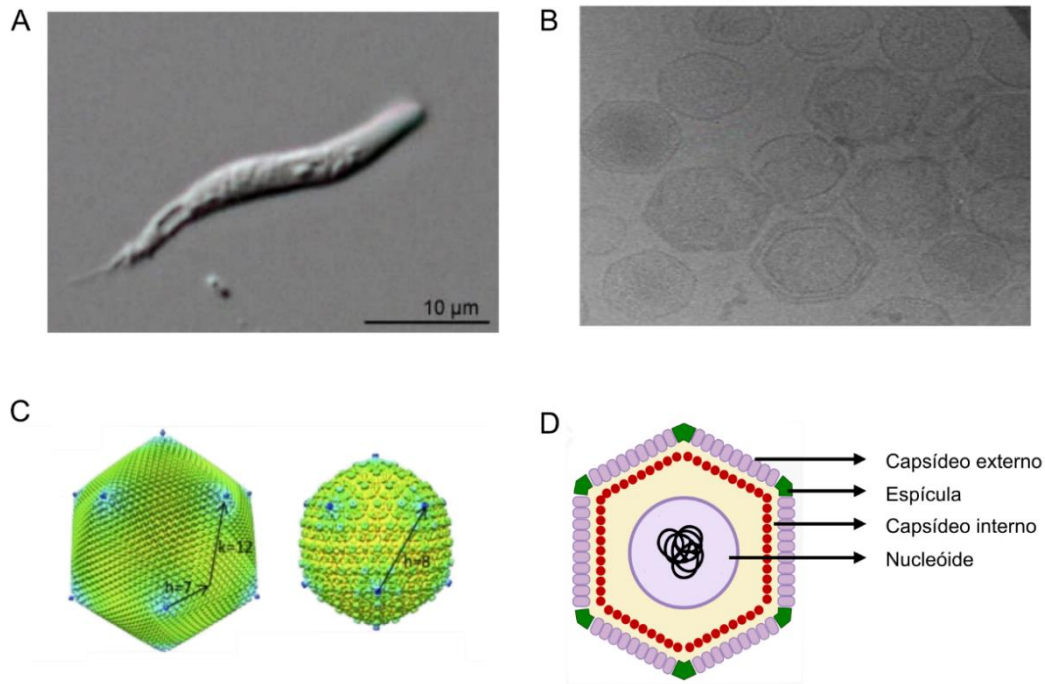 A
B
10 µm
C
D
k=12
h=7
h=8
Capsídeo externo
Espícula
Capsídeo interno
Nucleóide